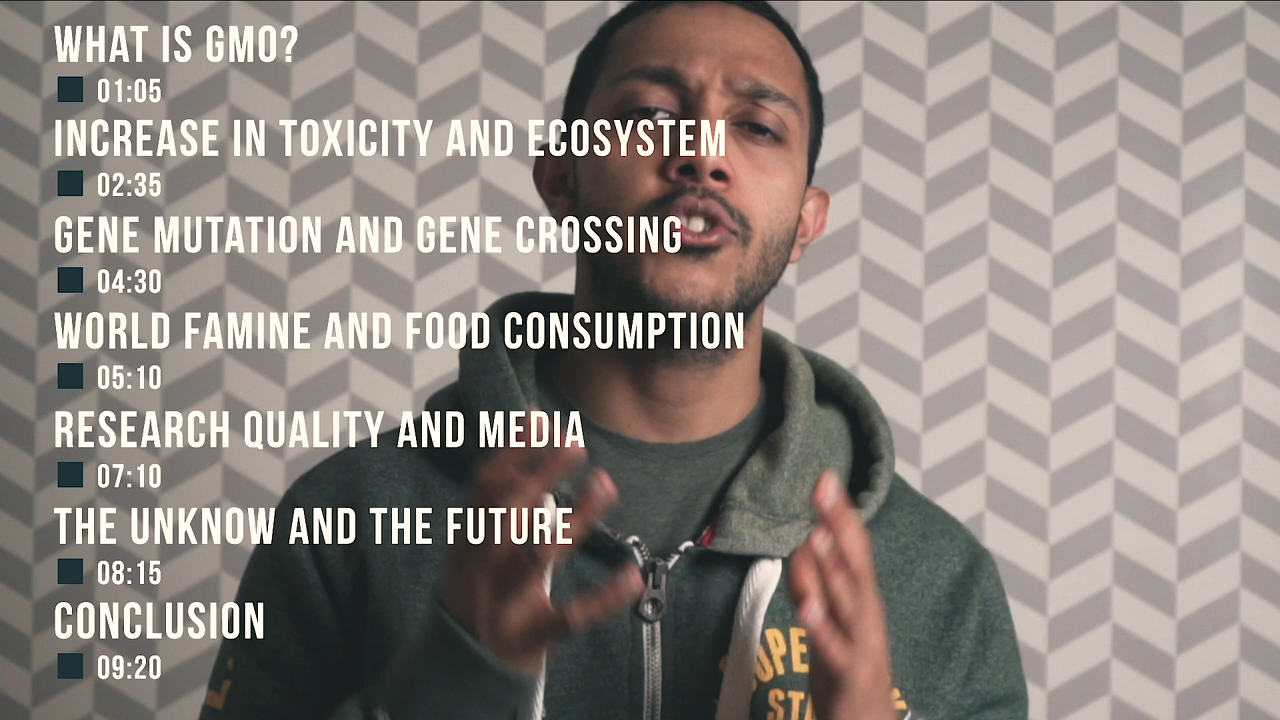 WHAT IS GMO?
01:05
INCREASE IN TOXICITY AND ECOSYSTEM
02:35
GENE MUTATION AND GENE CROSSING
04:30
WORLD FAMINE AND FOOD CONSUMPTION
05:10
RESEARCH QUALITY AND MEDIA
07:10
THE UNKNOW AND THE FUTURE
08:15
CONCLUSION
09:20